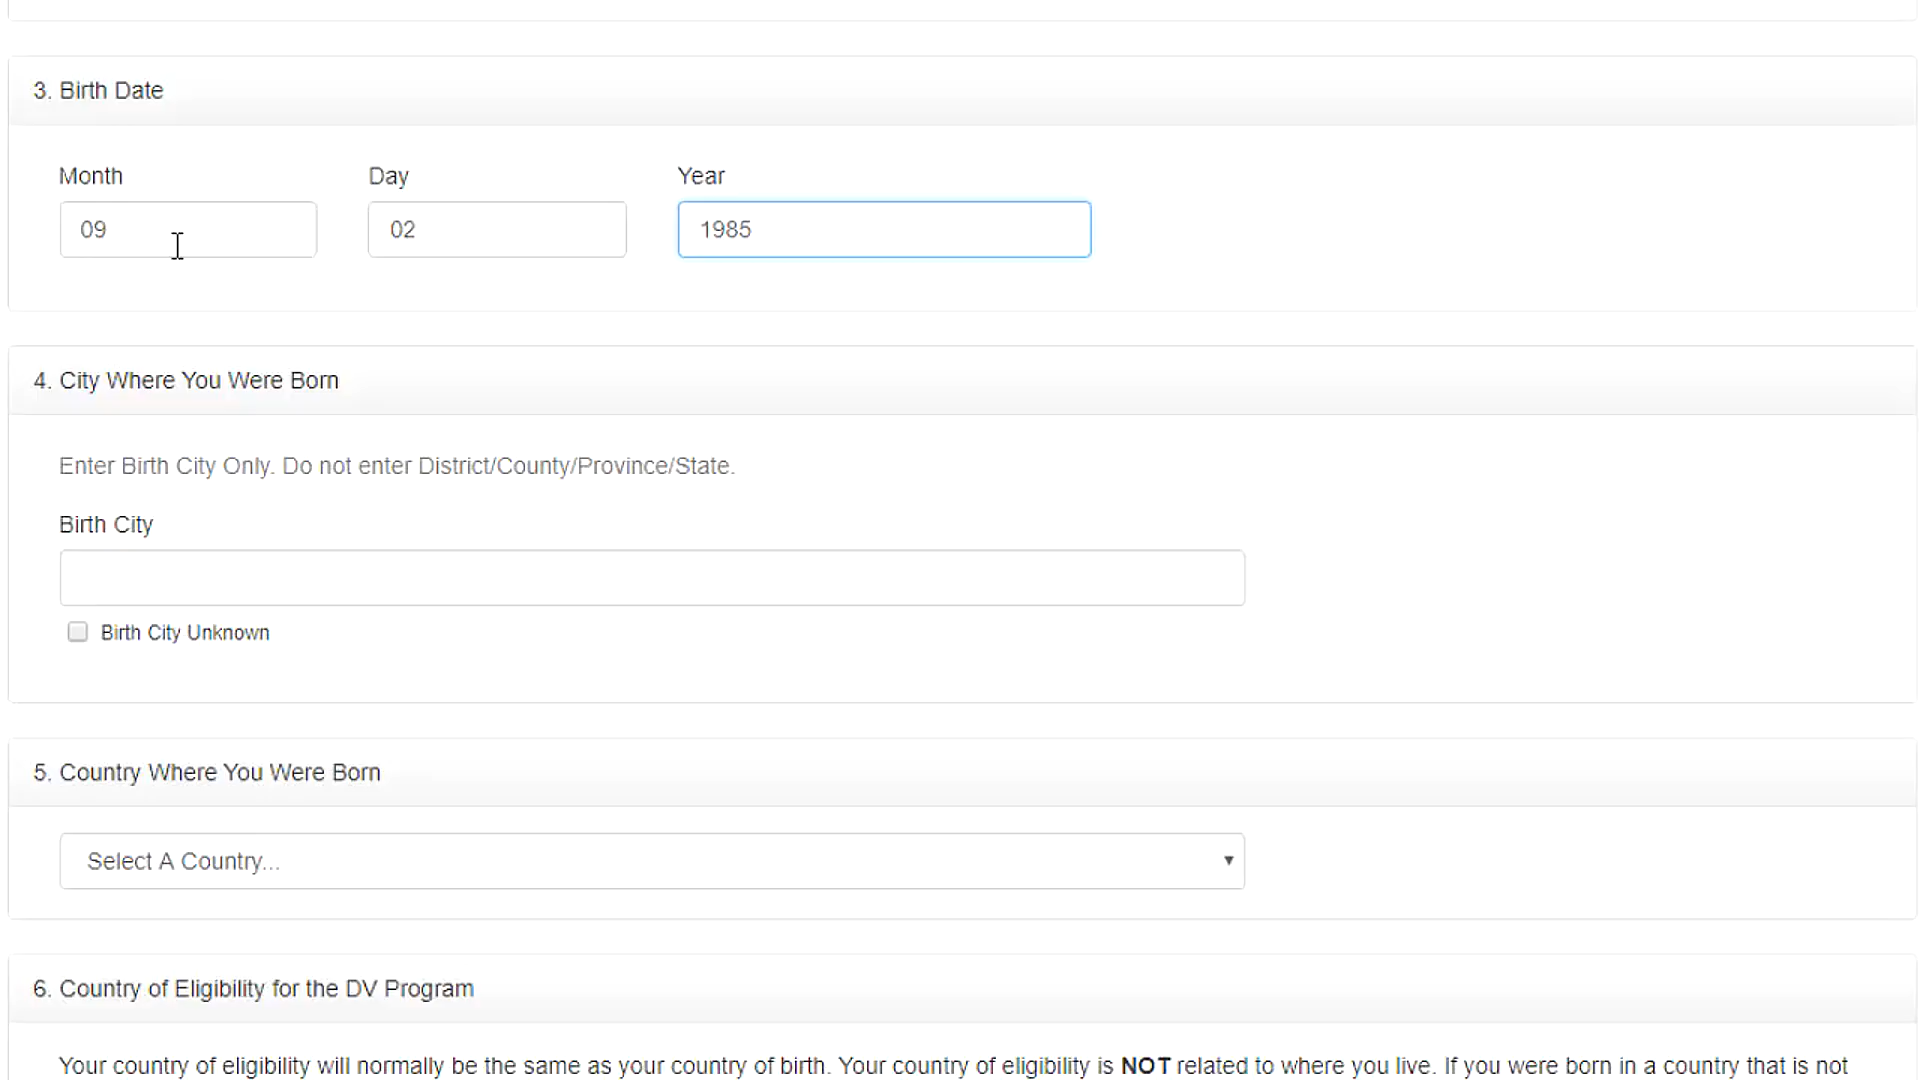 3. Birth Date
Month Day Year
09 02 1985
4. City Where You Were Born
Enter Birth City Only. Do not enter District/County/Province/State.
Birth City
Birth City Unknown
5. Country Where You Were Born
Select A Country...
6. Country of Eligibility for the DV Program
Your country of eligibility will normally be the same as your country of birth. Your country of eligibility is NOT related to where you live. If you were born in a country that is not